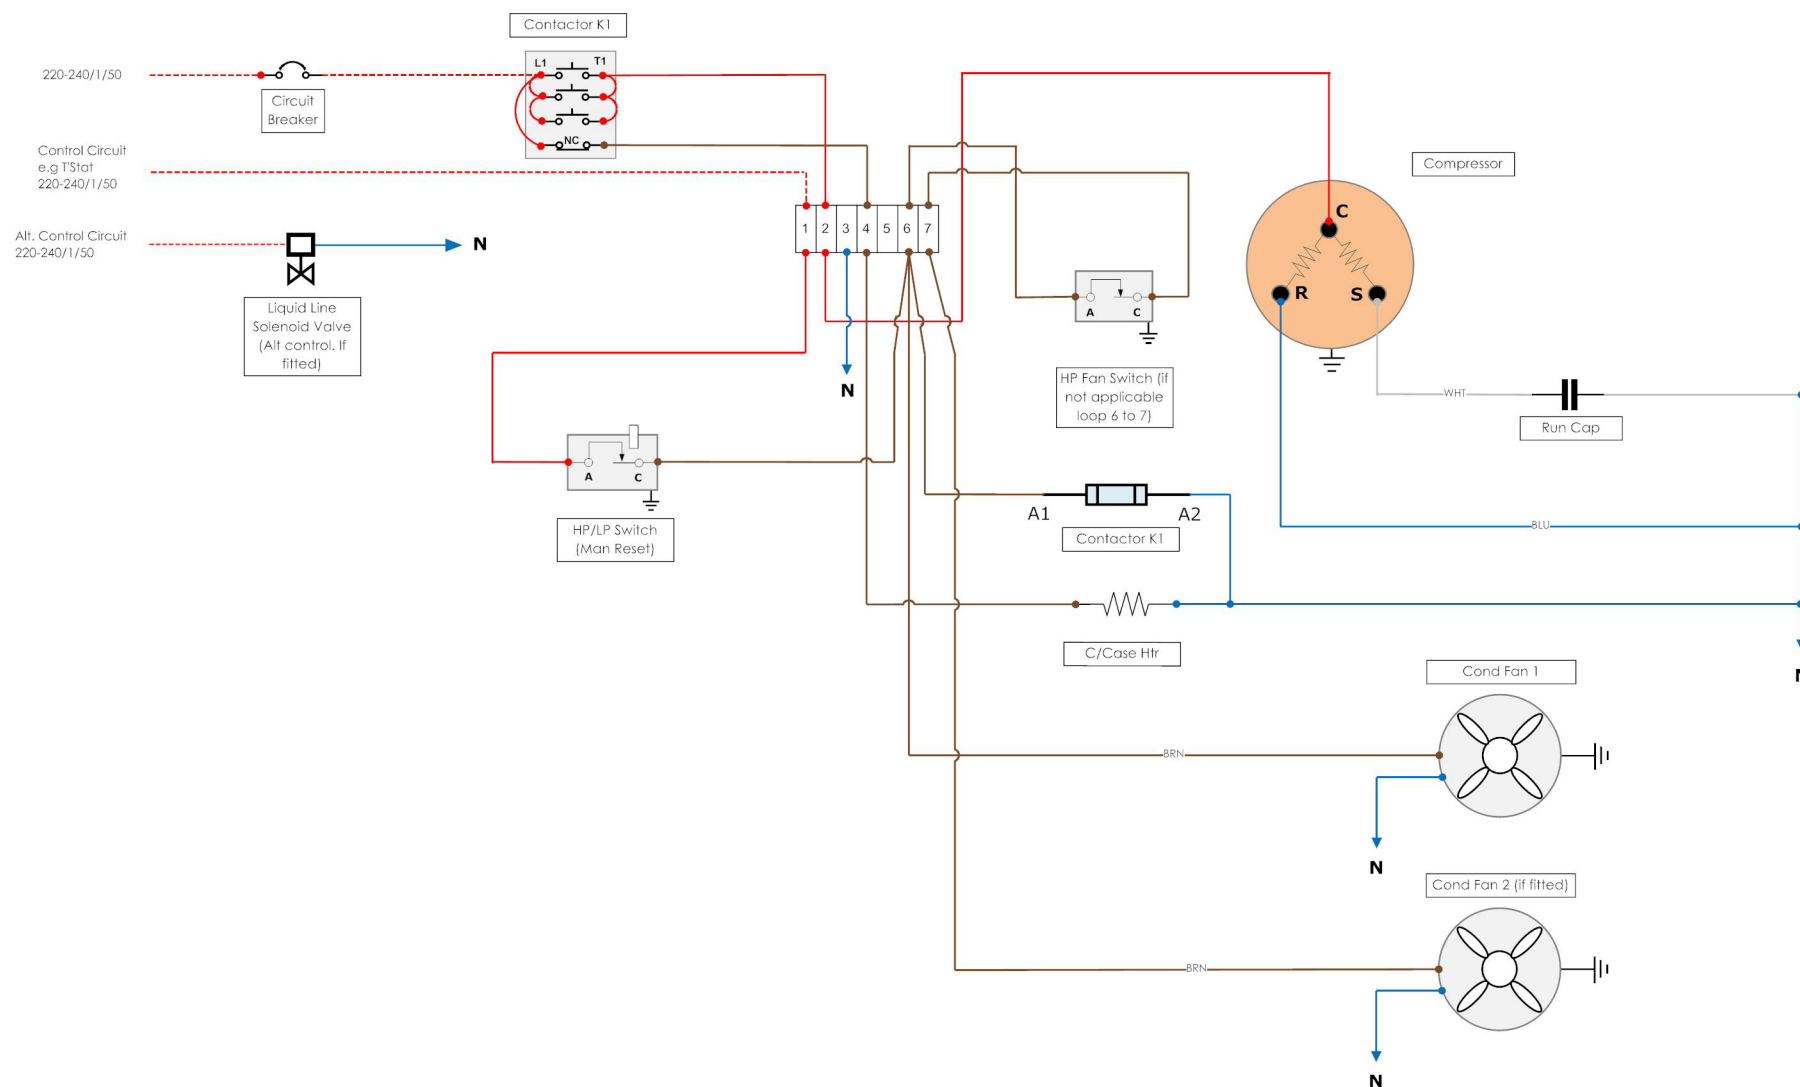 Contactor K1
220-240/1/50
L1
T1
Circuit
Breaker
NC
Control Circuit
e.g T'Stat
220-240/1/50
Alt. Control Circuit
220-240/1/50
N
Liquid Line
Solenoid Valve
(Alt control. If
fitted)
1 2 3 4 5 6 7
N
Compressor
C
R
S
A C
HP Fan Switch (if
not applicable
loop 6 to 7)
WHT
Run Cap
A C
HP/LP Switch
(Man Reset)
A1
A2
Contactor K1
BLU
C/Case Htr
Cond Fan 1
BRN
N
Cond Fan 2 (if fitted)
BRN
N